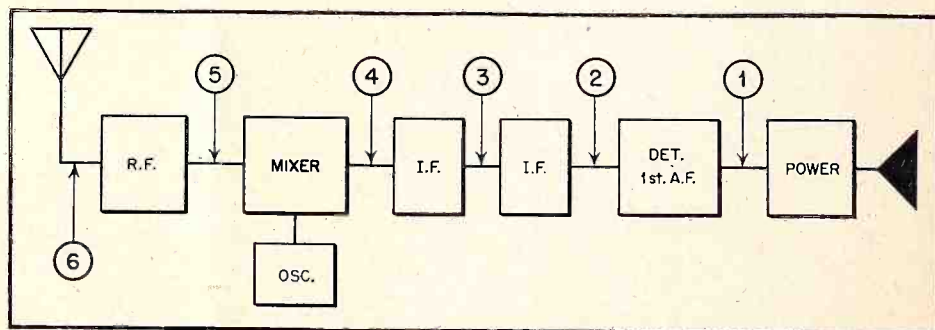 5
4
3
2
1
R.F.
MIXER
I.F.
I.F.
DET.
1st. A.F.
POWER
6
OSC.